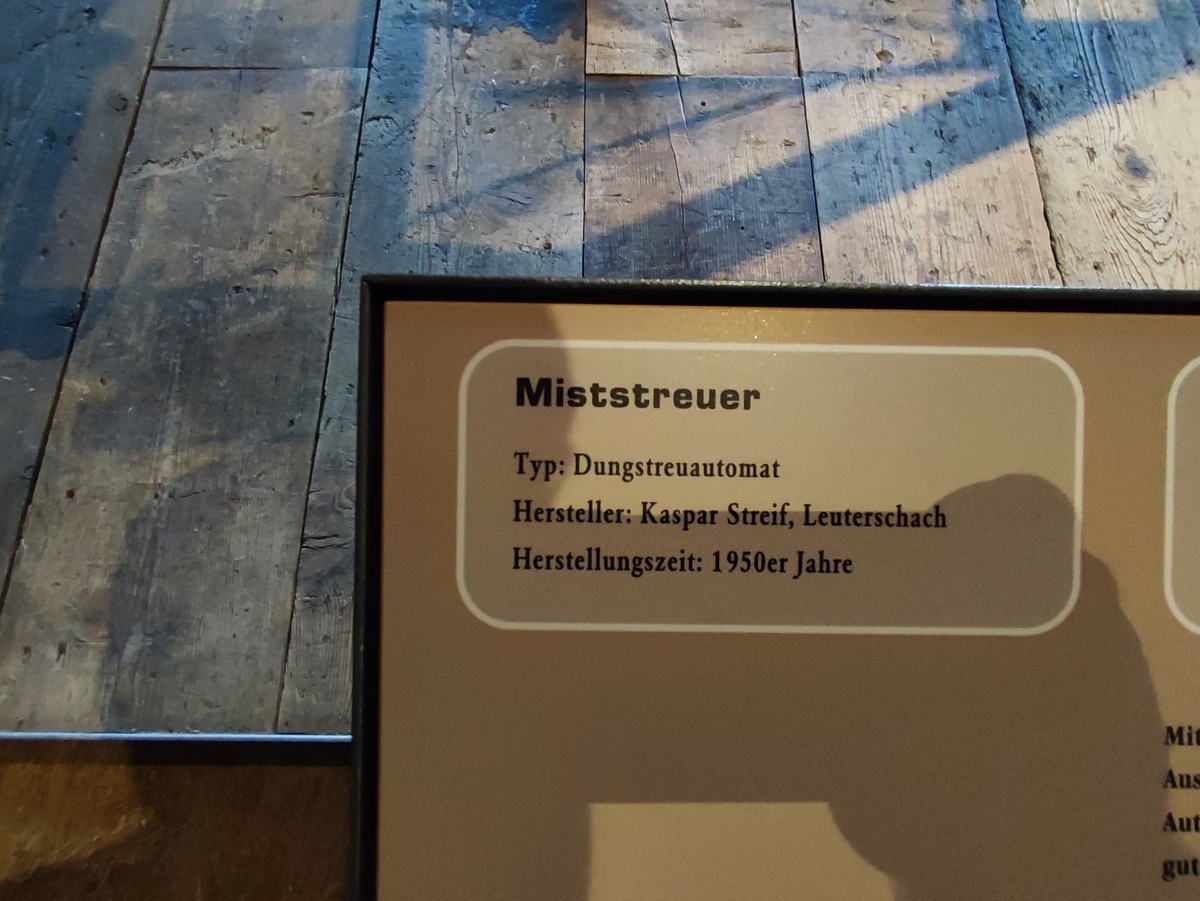 Miststreuer
Typ: Dungstreuautomat
Hersteller: Kaspar Streif, Leuterschach
Herstellungszeit: 1950er Jahre